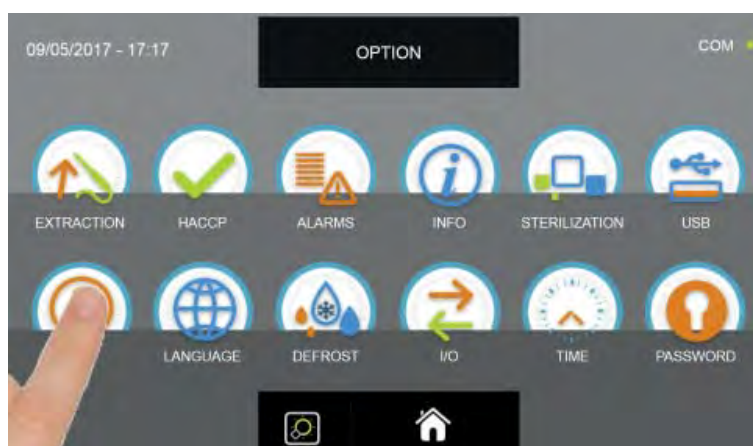 09/05/2017 - 17:17
OPTION
COM
EXTRACTION
HACCP
ALARMS
INFO
STERILIZATION
USB
LANGUAGE
DEFROST
I/O
TIME
PASSWORD